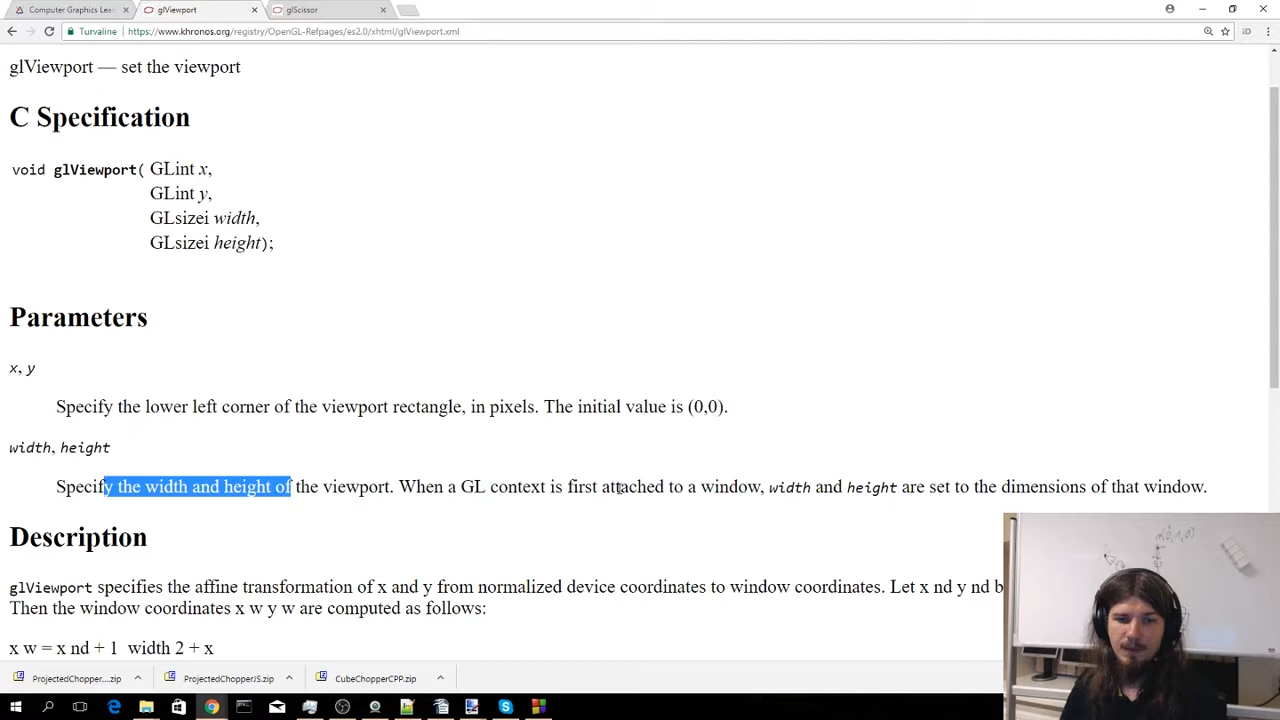 Computer Graphics Lea
glViewport
glScissor
Turvaline
https://www.khronos.org/registry/OpenGL-Refpages/es2.0/xhtml/glViewport.xml
glViewport — set the viewport
C Specification
void glViewport( GLint x,
GLint y,
GLsizei width,
GLsizei height);
Parameters
x, y
Specify the lower left corner of the viewport rectangle, in pixels. The initial value is (0,0).
width, height
Specify the width and height of the viewport. When a GL context is first attached to a window, width and height are set to the dimensions of that window.
Description
glViewport specifies the affine transformation of x and y from normalized device coordinates to window coordinates. Let x nd y nd b
Then the window coordinates x w y w are computed as follows:
x w = x nd + 1 width 2 + x
ProjectedChopper....zip
ProjectedChopperJS.zip
CubeChopperCPP.zip